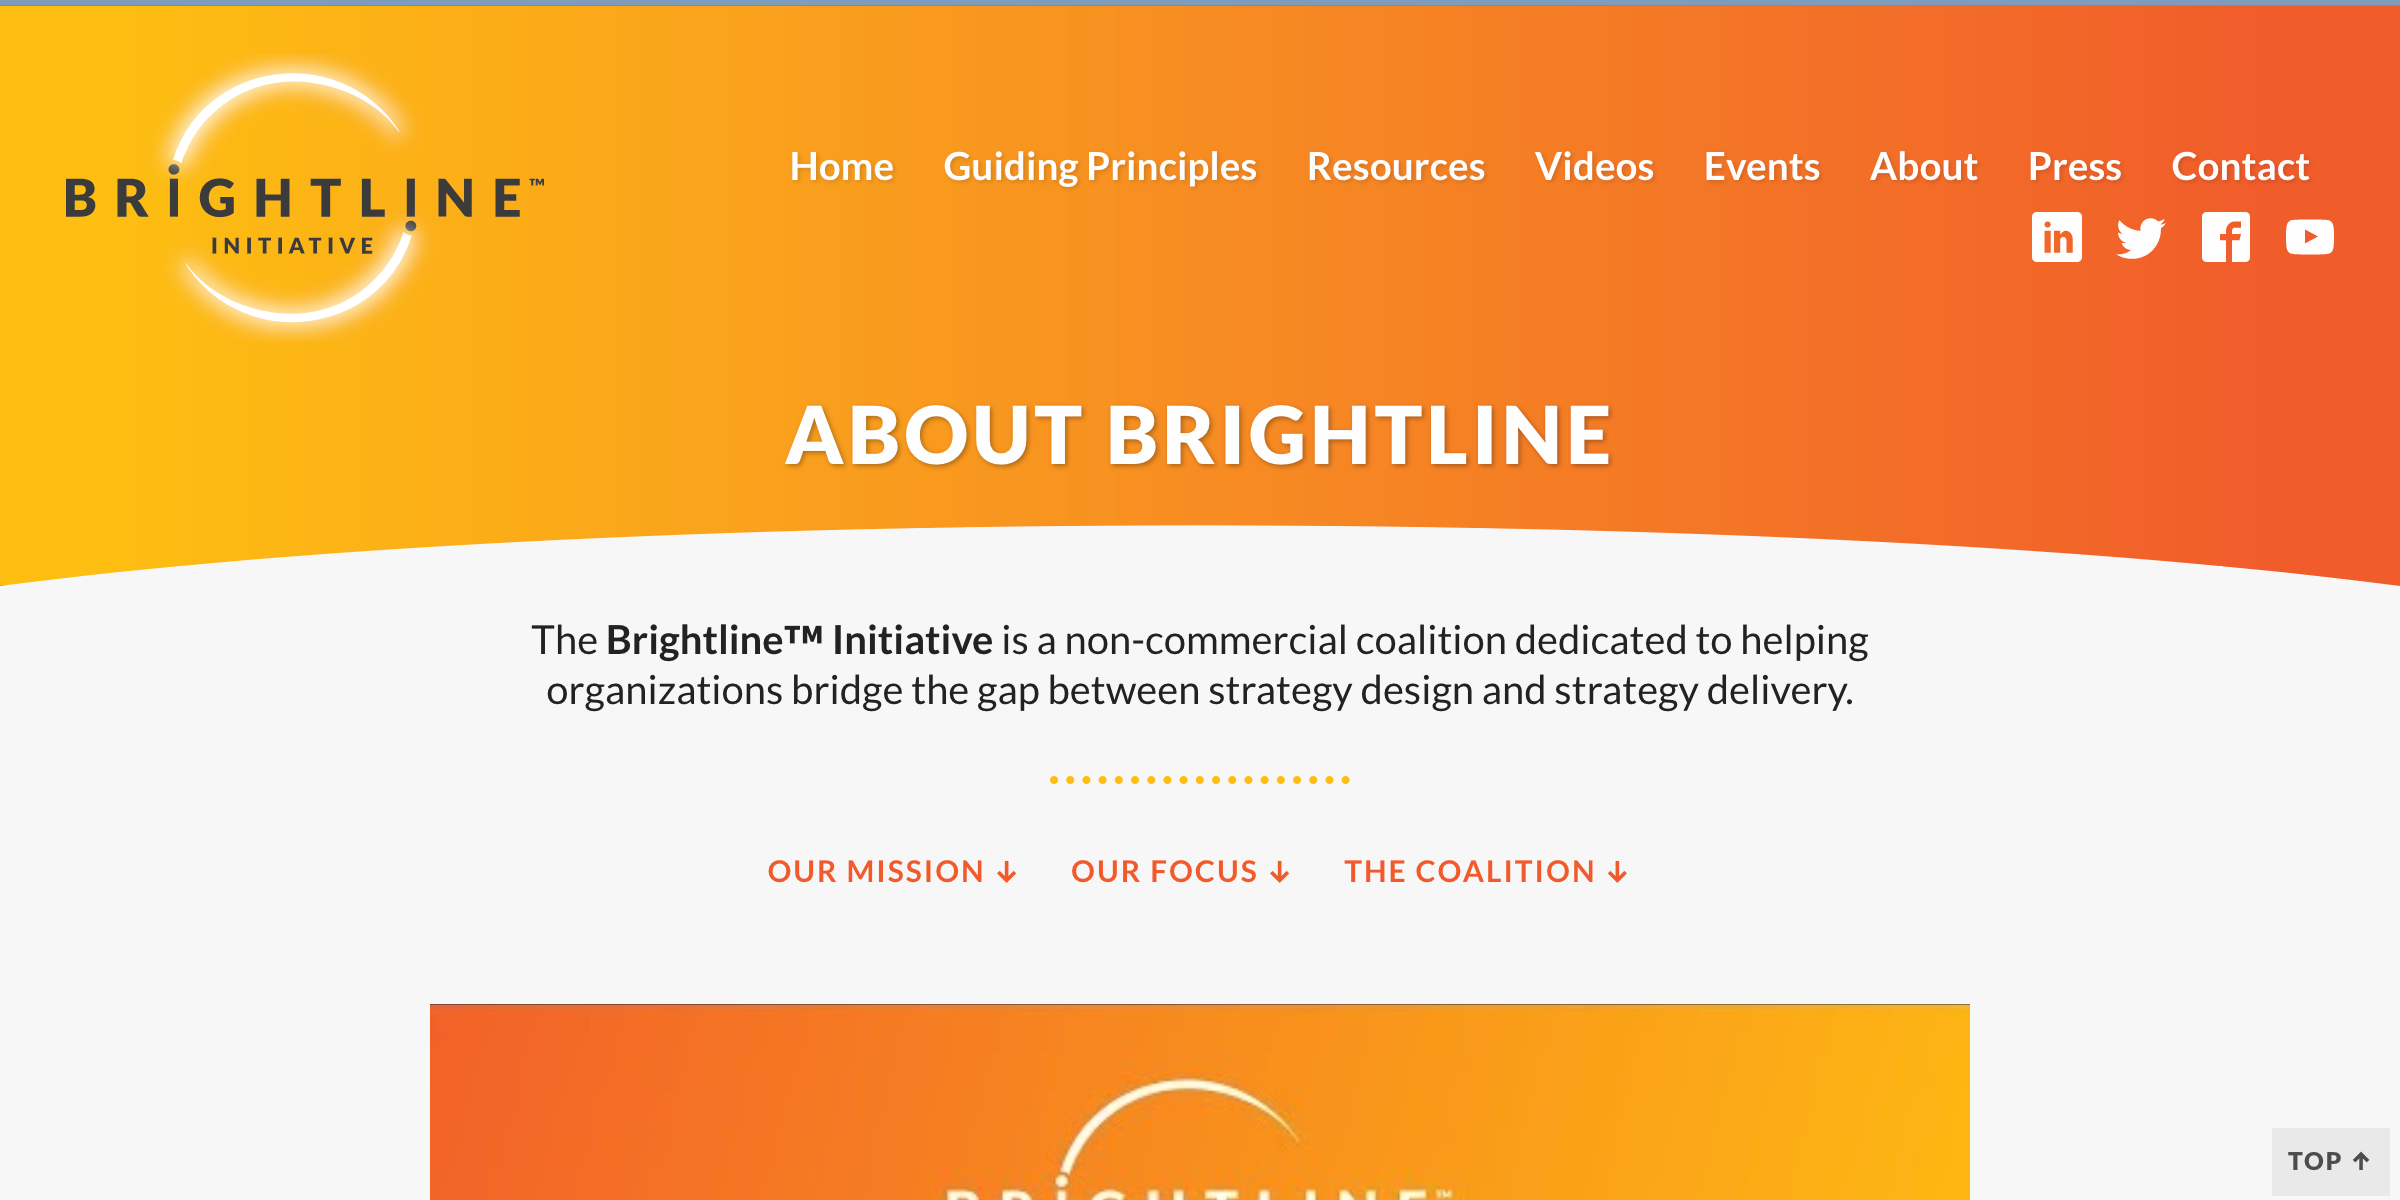 BRIGHTLINE™
INITIATIVE
Home Guiding Principles Resources Videos Events About Press Contact
ABOUT BRIGHTLINE
The Brightline™ Initiative is a non-commercial coalition dedicated to helping
organizations bridge the gap between strategy design and strategy delivery.
OUR MISSION ↓ OUR FOCUS ↓ THE COALITION ↓
BRIGHTLINE™
TOP ↑